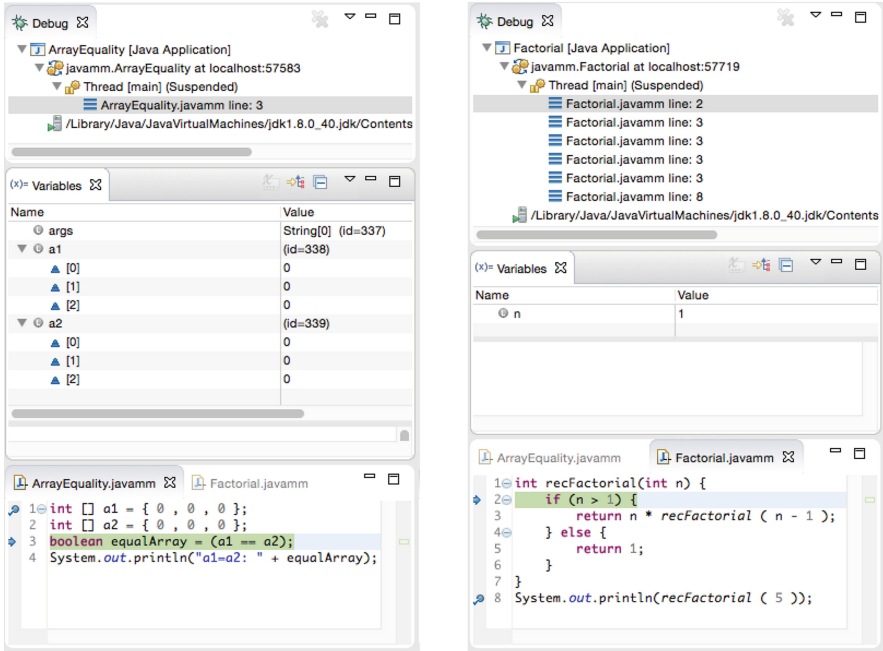 Debug
ArrayEquality [Java Application]
javamm.ArrayEquality at localhost:57583
Thread [main] (Suspended)
ArrayEquality.javamm line: 3
/Library/Java/JavaVirtualMachines/jdk1.8.0_40.jdk/Contents
(x)= Variables
Name Value
args String[0] (id=337)
a1 (id=338)
[0] 0
[1] 0
[2] 0
a2 (id=339)
[0] 0
[1] 0
[2] 0
ArrayEquality.javamm Factorial.javamm
1 int [] a1 = { 0 , 0 , 0 };
2 int [] a2 = { 0 , 0 , 0 };
3 boolean equalArray = (a1 == a2);
4 System.out.println("a1=a2: " + equalArray);
Debug
Factorial [Java Application]
javamm.Factorial at localhost:57719
Thread [main] (Suspended)
Factorial.javamm line: 2
Factorial.javamm line: 3
Factorial.javamm line: 3
Factorial.javamm line: 3
Factorial.javamm line: 3
Factorial.javamm line: 8
/Library/Java/JavaVirtualMachines/jdk1.8.0_40.jdk/Contents
(x)= Variables
Name Value
n 1
ArrayEquality.javamm Factorial.javamm
1 int recFactorial(int n) {
2 if (n > 1) {
3 return n * recFactorial ( n - 1 );
4 } else {
5 return 1;
6 }
7 }
8 System.out.println(recFactorial ( 5 ));